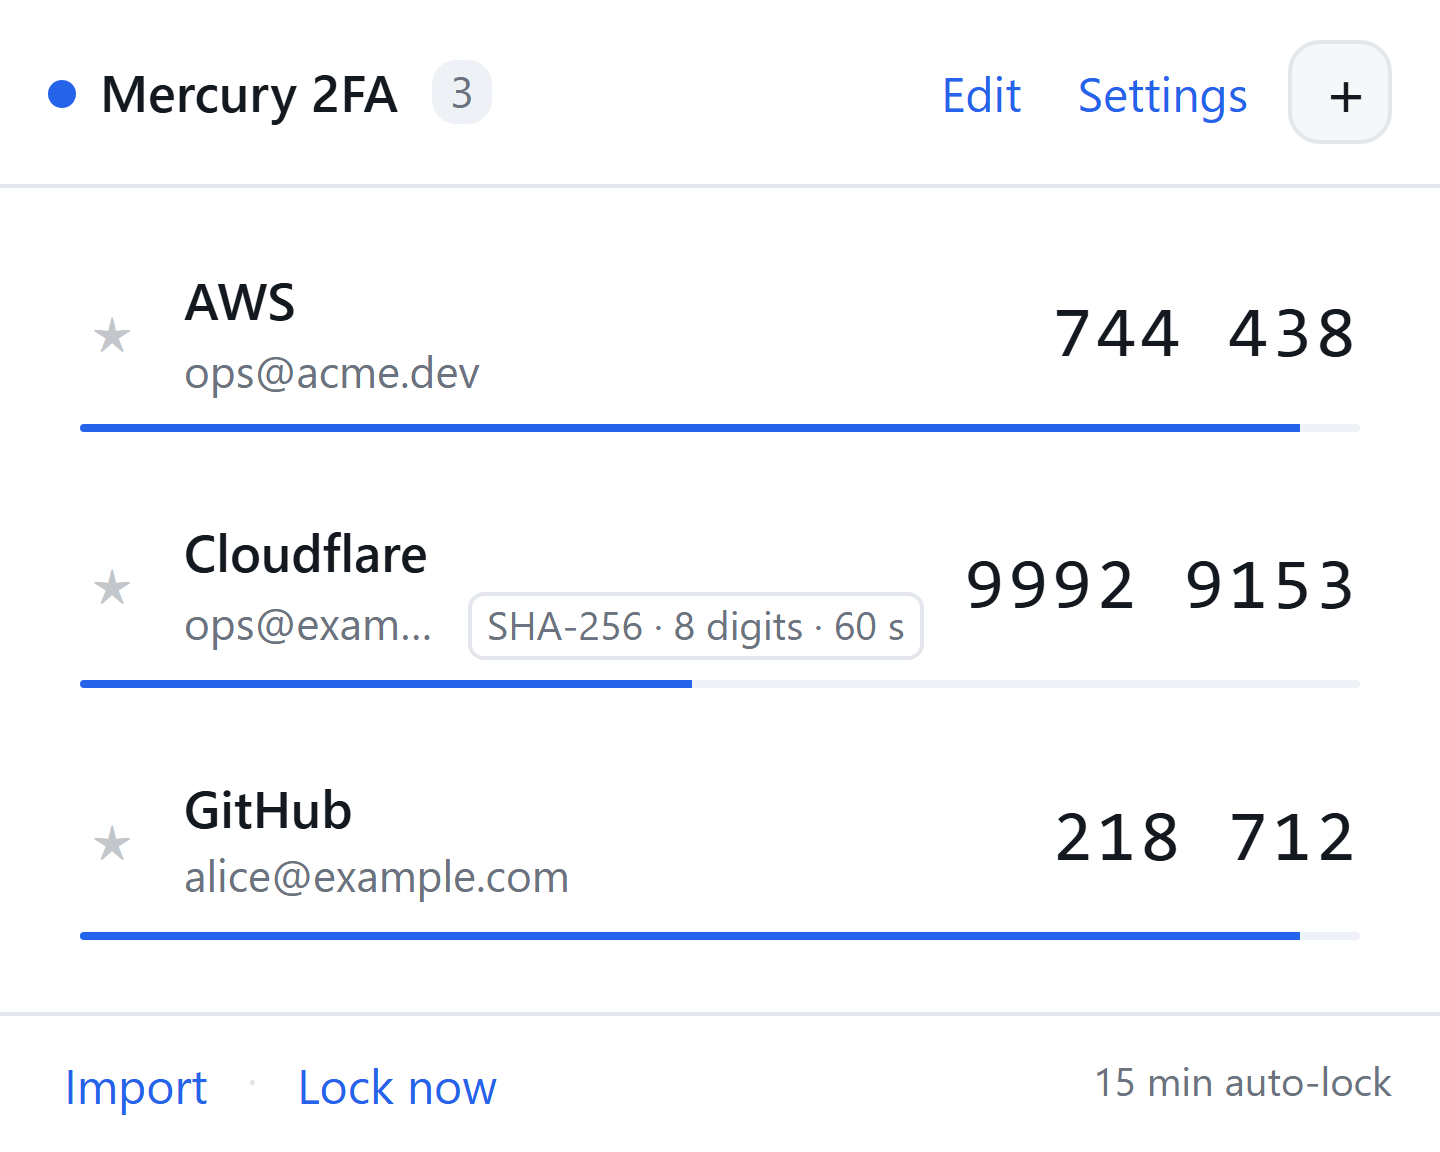 Mercury 2FA 3 Edit Settings +
AWS
ops@acme.dev
744 438
Cloudflare
ops@exam... SHA-256 · 8 digits · 60 s
9992 9153
GitHub
alice@example.com
218 712
Import · Lock now 15 min auto-lock